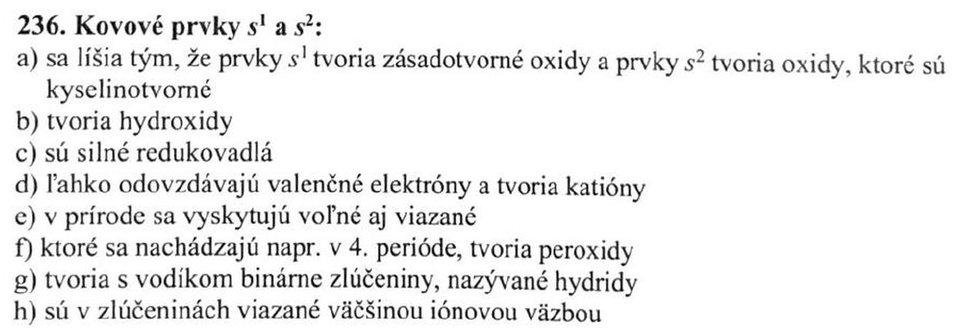 236. Kovové prvky s¹ a s²:
a) sa líšia tým, že prvky s¹ tvoria zásadotvorné oxidy a prvky s² tvoria oxidy, ktoré sú
kyselinotvorné
b) tvoria hydroxidy
c) sú silné redukovadlá
d) ľahko odovzdávajú valenčné elektróny a tvoria katióny
e) v prírode sa vyskytujú voľné aj viazané
f) ktoré sa nachádzajú napr. v 4. perióde, tvoria peroxidy
g) tvoria s vodíkom binárne zlúčeniny, nazývané hydridy
h) sú v zlúčeninách viazané väčšinou iónovou väzbou